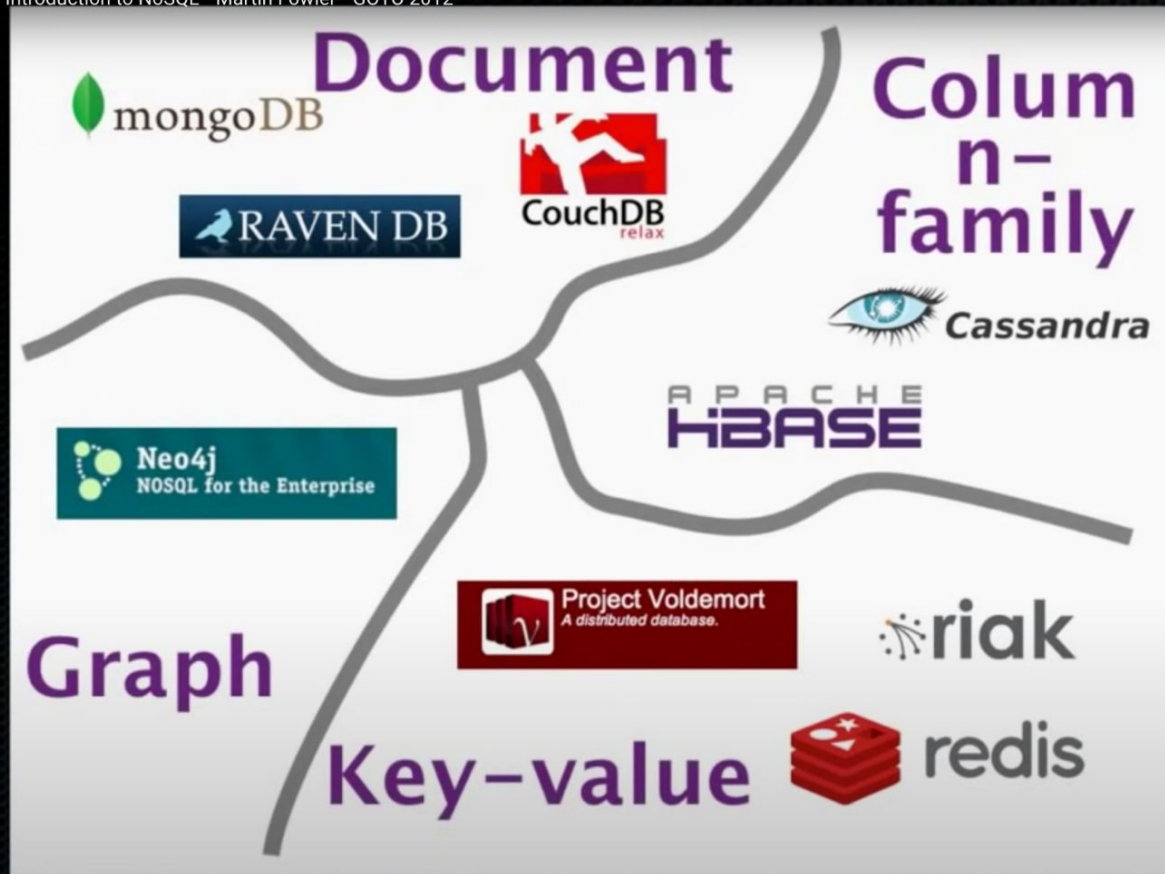 Introduction to NoSQL - Martin Fowler - GOTO 2012
Document
mongoDB
CouchDB
relax
RAVEN DB
Colum
n-
family
Cassandra
APACHE
HBASE
Neo4j
NOSQL for the Enterprise
Graph
Project Voldemort
A distributed database.
riak
redis
Key-value